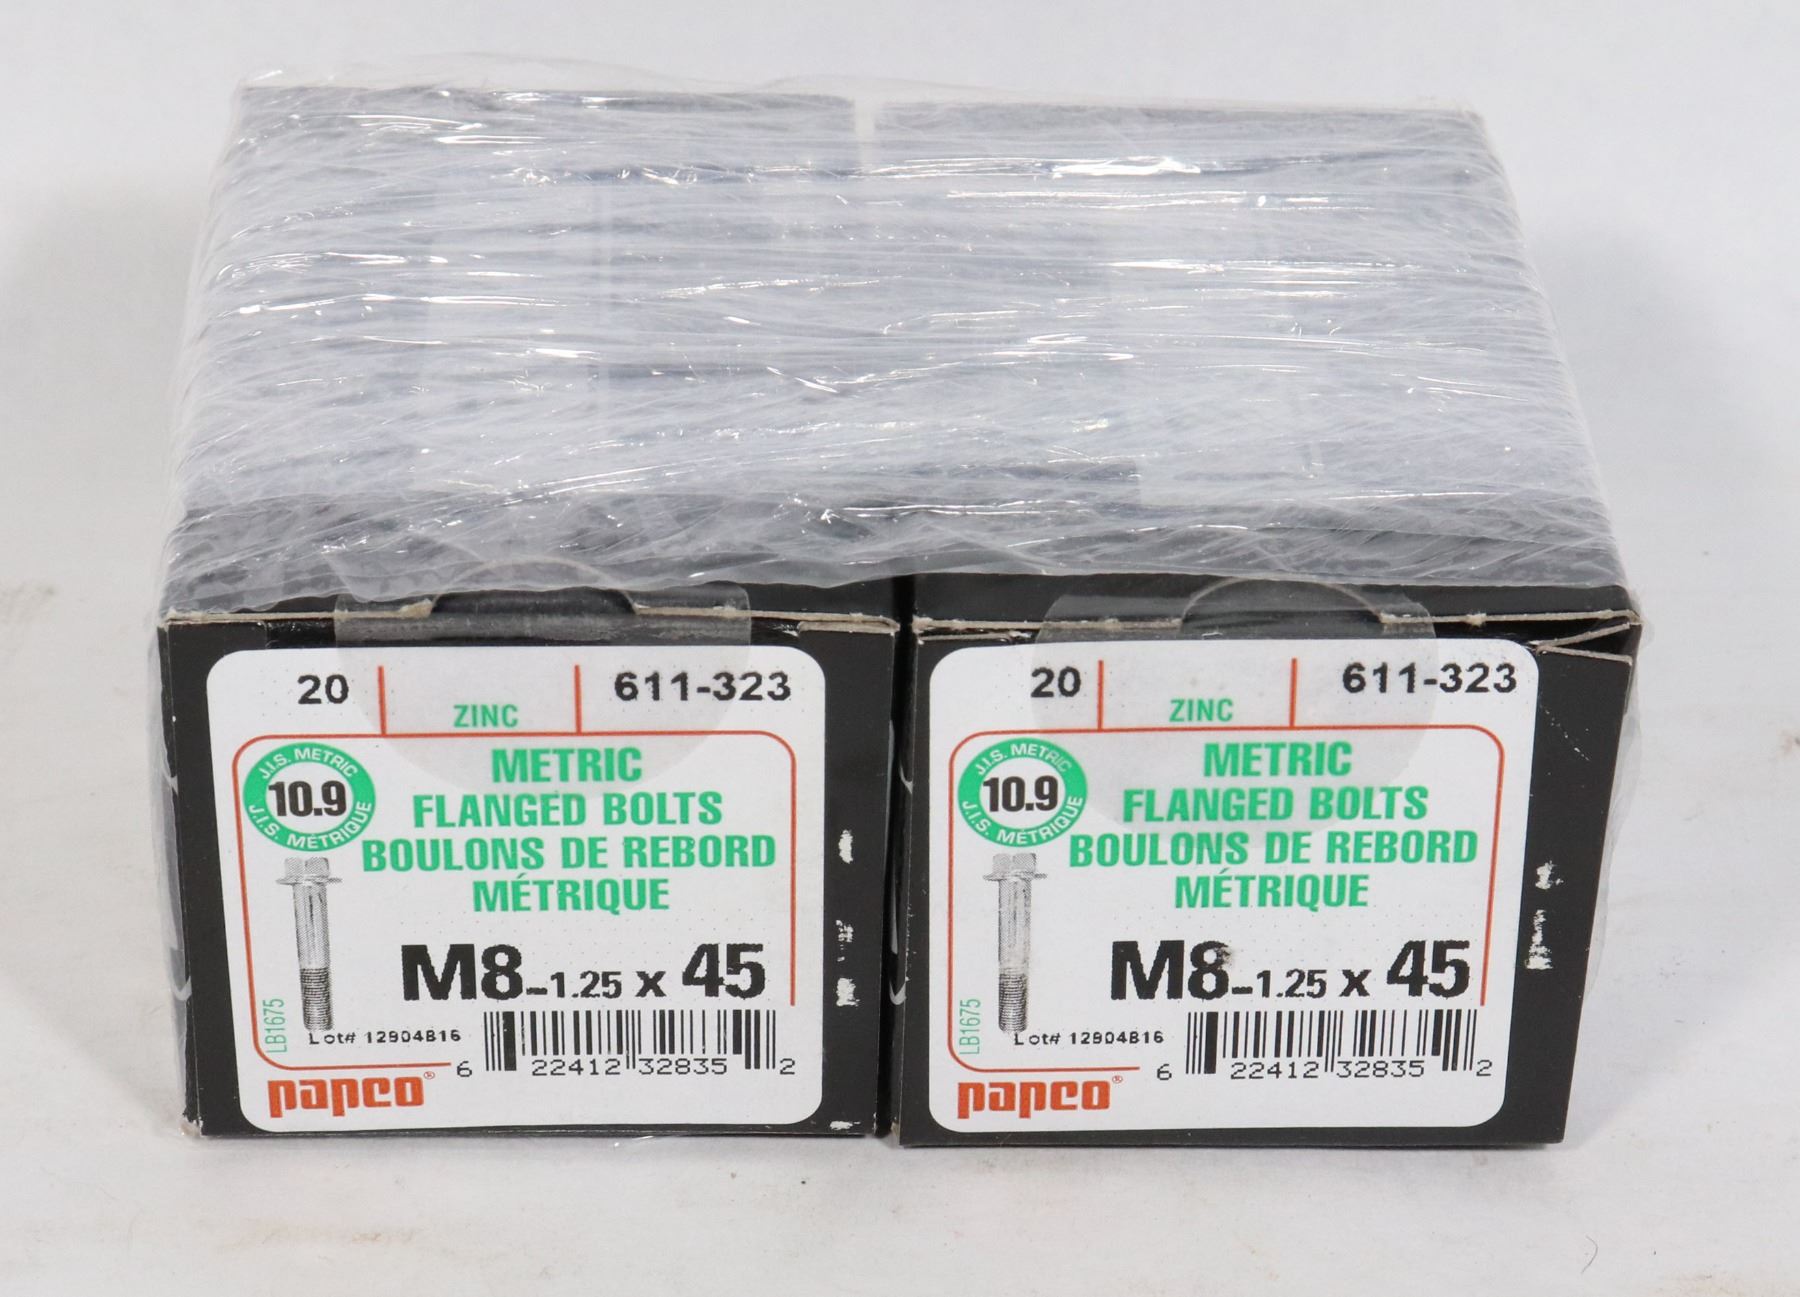 20 ZINC 611-323
J.I.S. METRIC
10.9
J.I.S. MÉTRIQUE
METRIC
FLANGED BOLTS
BOULONS DE REBORD
MÉTRIQUE
M8-1.25 x 45
LB1675
Lot# 12904816
6 22412 32835 2
papco®
20 ZINC 611-323
J.I.S. METRIC
10.9
J.I.S. MÉTRIQUE
METRIC
FLANGED BOLTS
BOULONS DE REBORD
MÉTRIQUE
M8-1.25 x 45
LB1675
Lot# 12904816
6 22412 32835 2
papco®